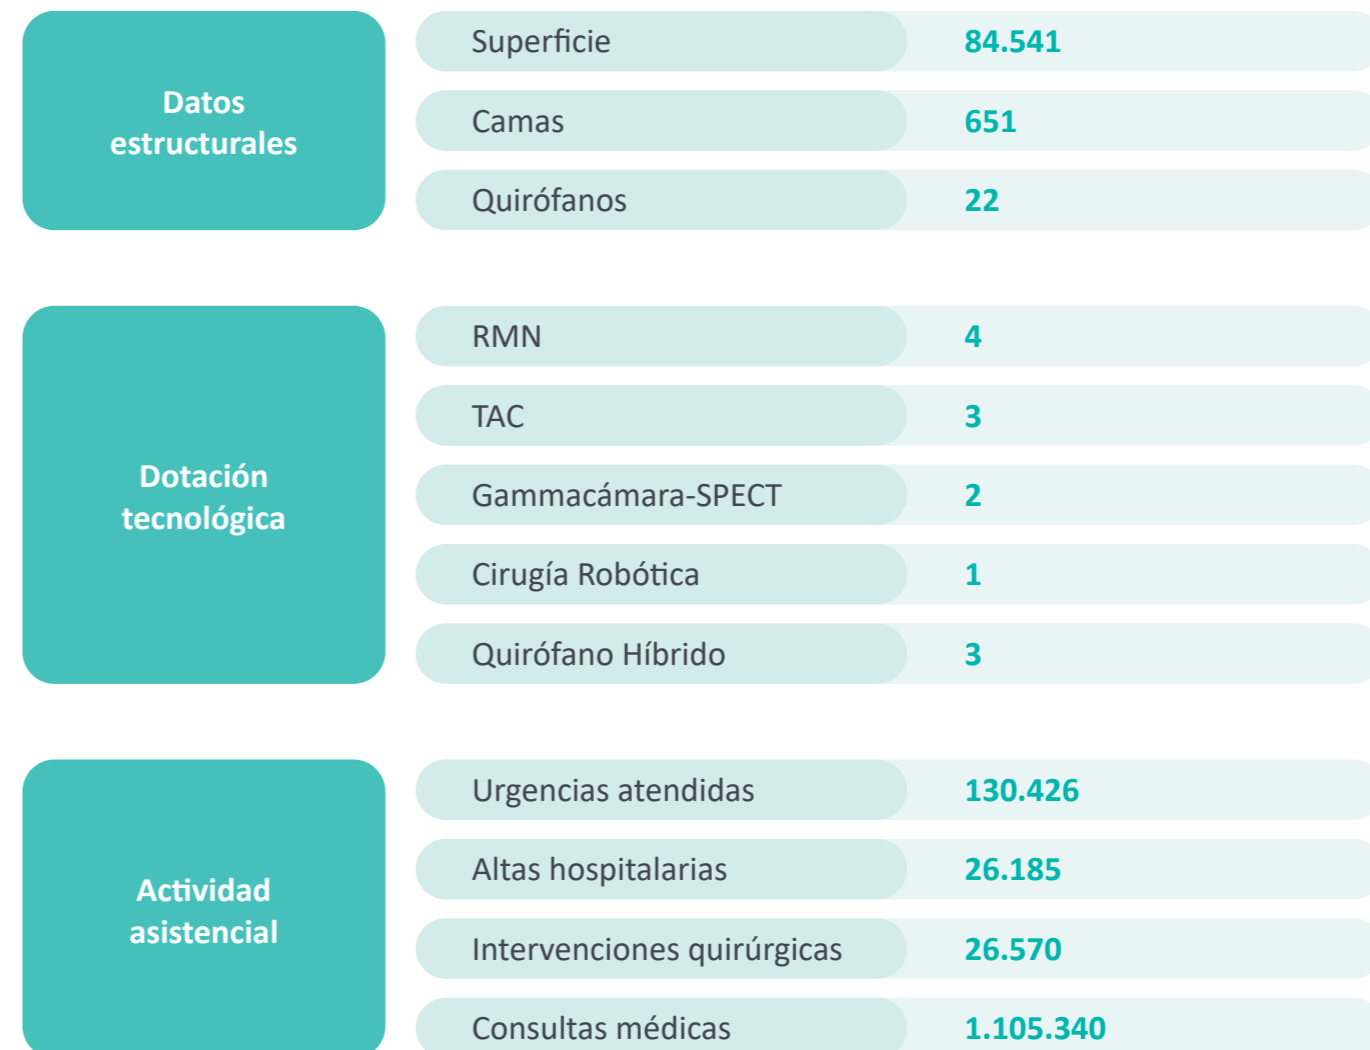 Datos
estructurales
Superficie 84.541
Camas 651
Quirófanos 22
Dotación
tecnológica
RMN 4
TAC 3
Gammacámara-SPECT 2
Cirugía Robótica 1
Quirófano Híbrido 3
Actividad
asistencial
Urgencias atendidas 130.426
Altas hospitalarias 26.185
Intervenciones quirúrgicas 26.570
Consultas médicas 1.105.340